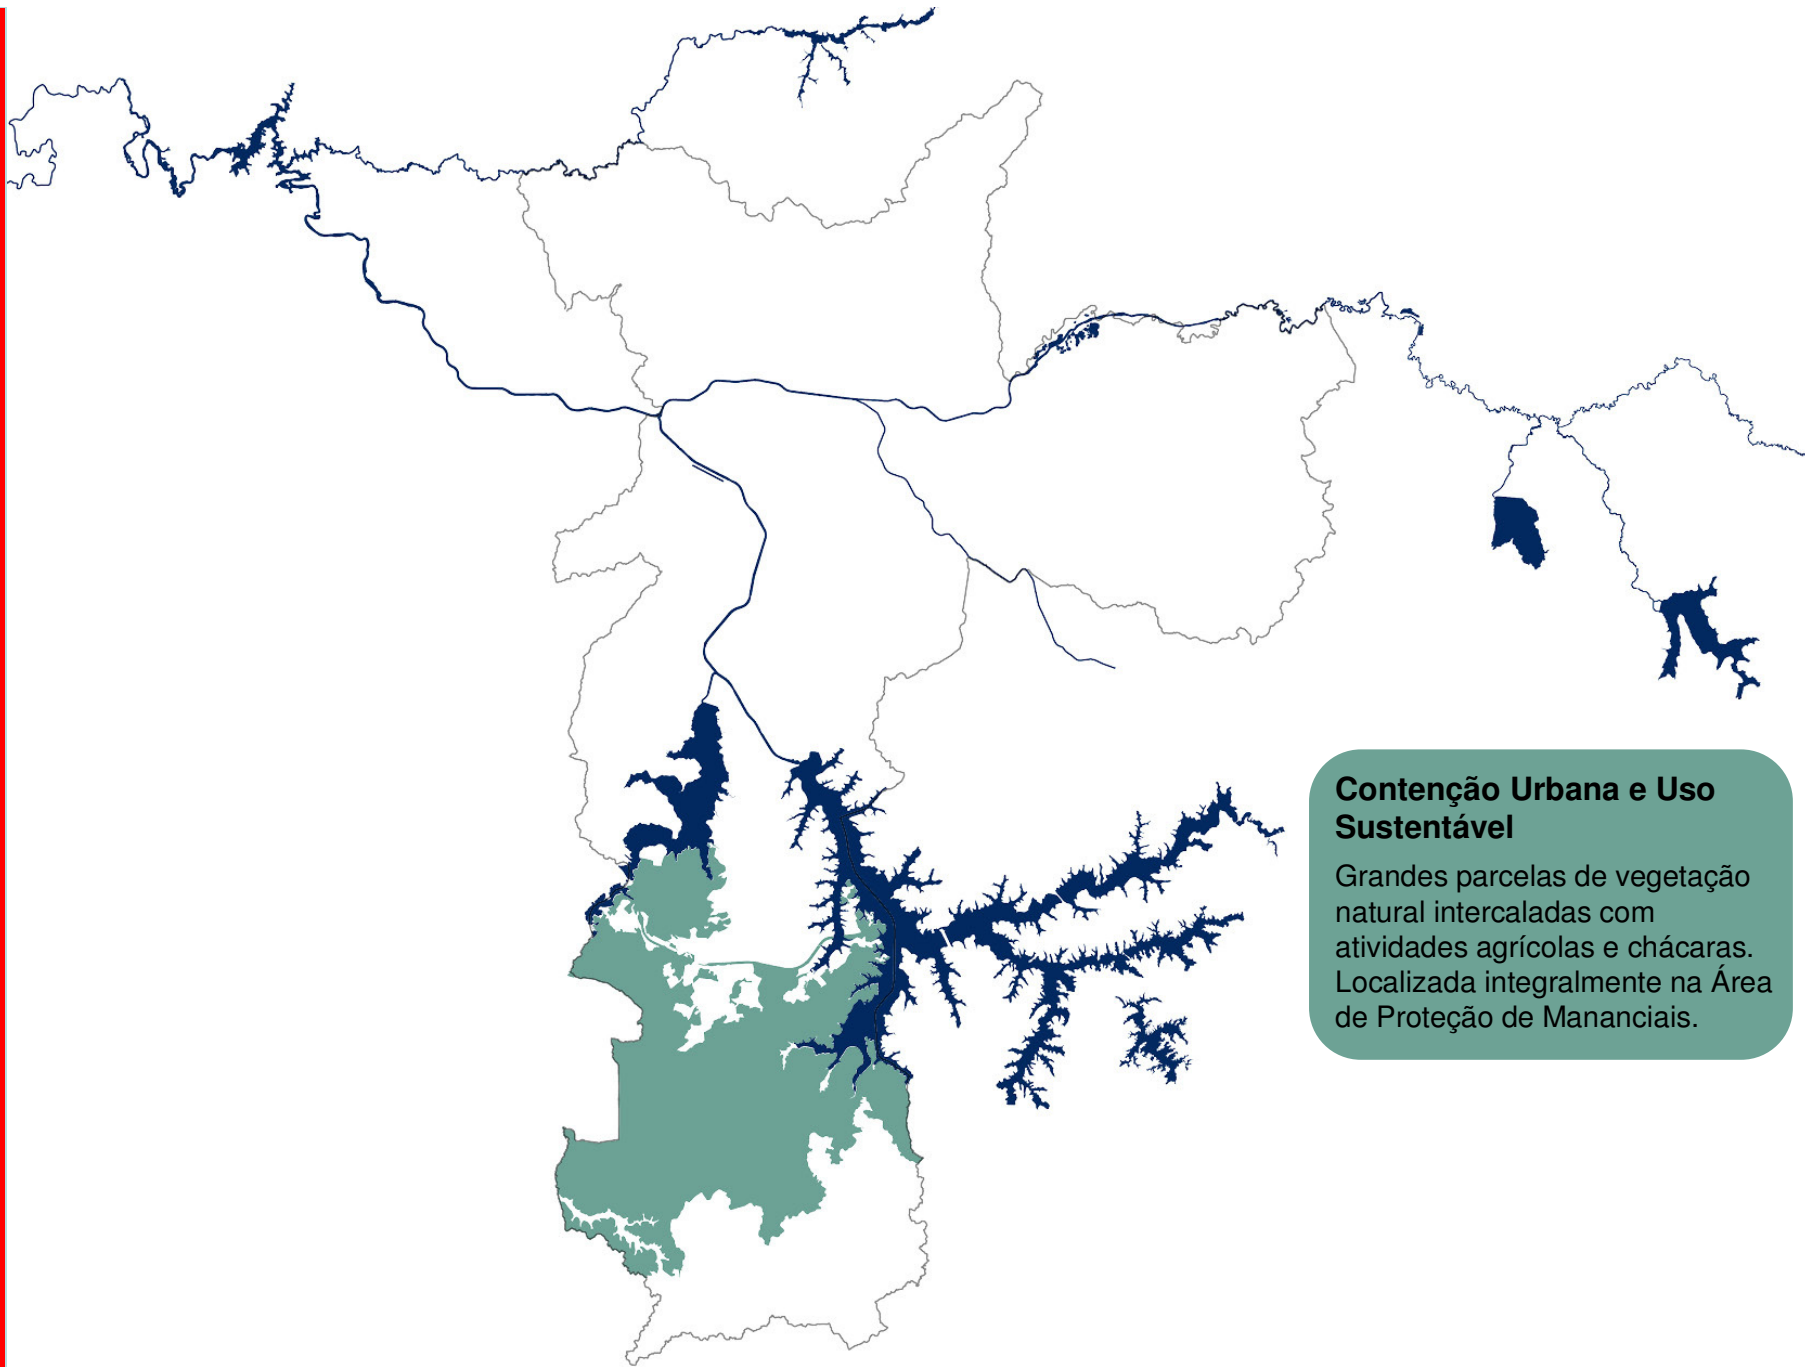 Contenção Urbana e Uso
Sustentável
Grandes parcelas de vegetação
natural intercaladas com
atividades agrícolas e chácaras.
Localizada integralmente na Área
de Proteção de Mananciais.